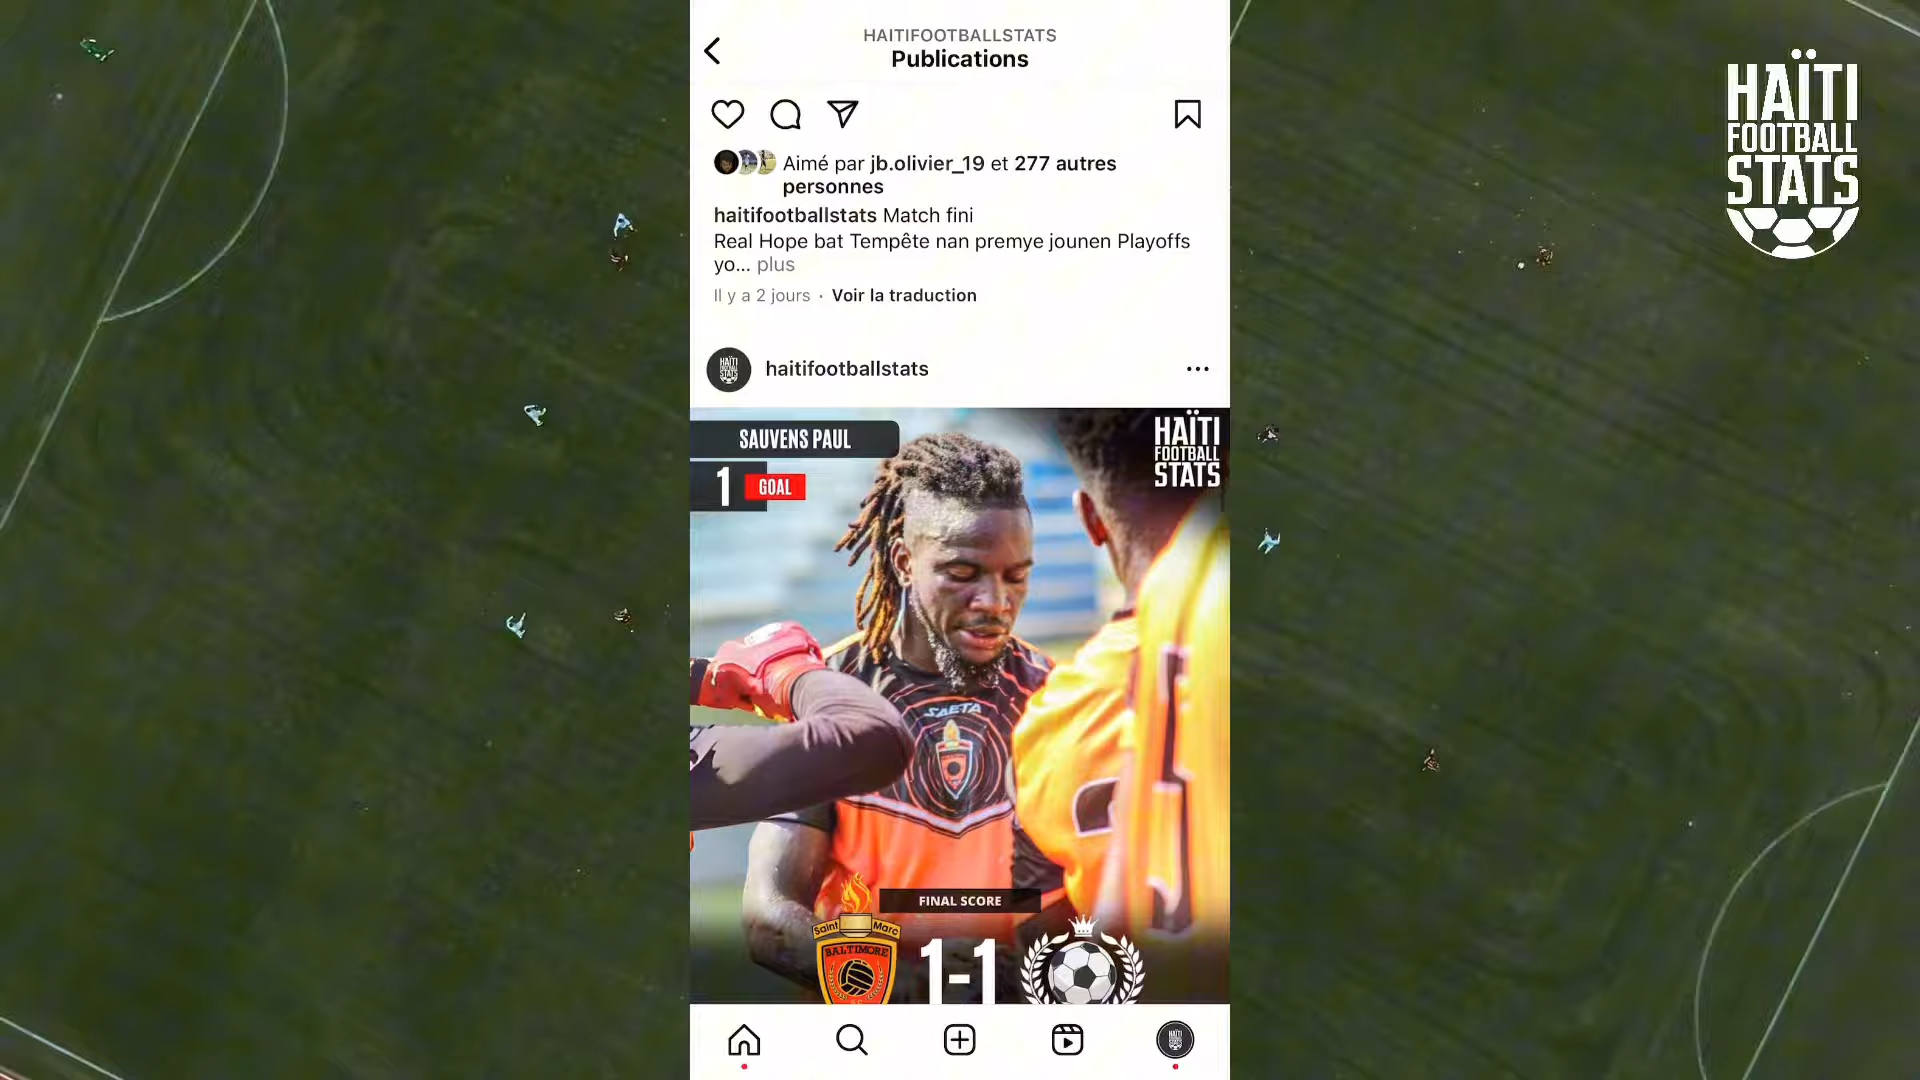 HAITIFOOTBALLSTATS
Publications
HAÏTI
FOOTBALL
STATS
Aimé par jb.olivier_19 et 277 autres
personnes
haitifootballstats Match fini
Real Hope bat Tempête nan premye jounen Playoffs
yo... plus
Il y a 2 jours · Voir la traduction
haitifootballstats
SAUVENS PAUL
1 GOAL
HAÏTI
FOOTBALL
STATS
SAETA
FINAL SCORE
Saint Marc
BALTIMORE
1-1